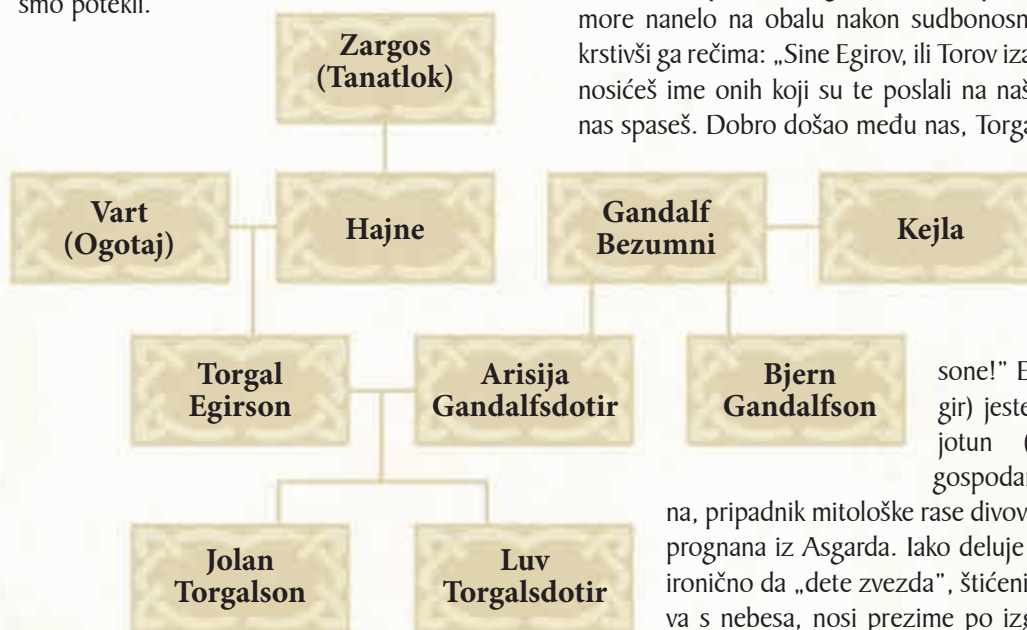 smo potekli.
more nanelo na obalu nakon sudbonosn
krstivši ga rečima: „Sine Egirov, ili Torov iza
nosićeš ime onih koji su te poslali na naš
nas spaseš. Dobro došao među nas, Torga
Zargos
(Tanatlok)
Vart
(Ogotaj)
Hajne
Gandalf
Bezumni
Kejla
Torgal
Egirson
Arisija
Gandalfsdotir
Bjern
Gandalfson
Jolan
Torgalson
Luv
Torgalsdotir
sone!” E
gir) jeste
jotun (
gospodar
na, pripadnik mitološke rase divov
prognana iz Asgarda. Iako deluje
ironično da „dete zvezda”, štićeni
va s nebesa, nosi prezime po izg